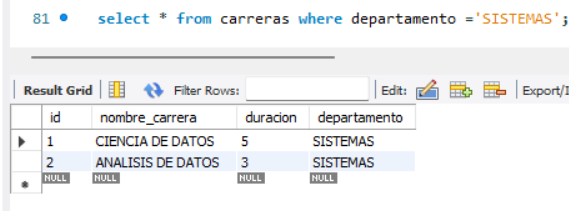 81 select * from carreras where departamento ='SISTEMAS';
Result Grid Filter Rows: Edit: Export/I
id nombre_carrera duracion departamento
1 CIENCIA DE DATOS 5 SISTEMAS
2 ANALISIS DE DATOS 3 SISTEMAS
NULL NULL NULL NULL